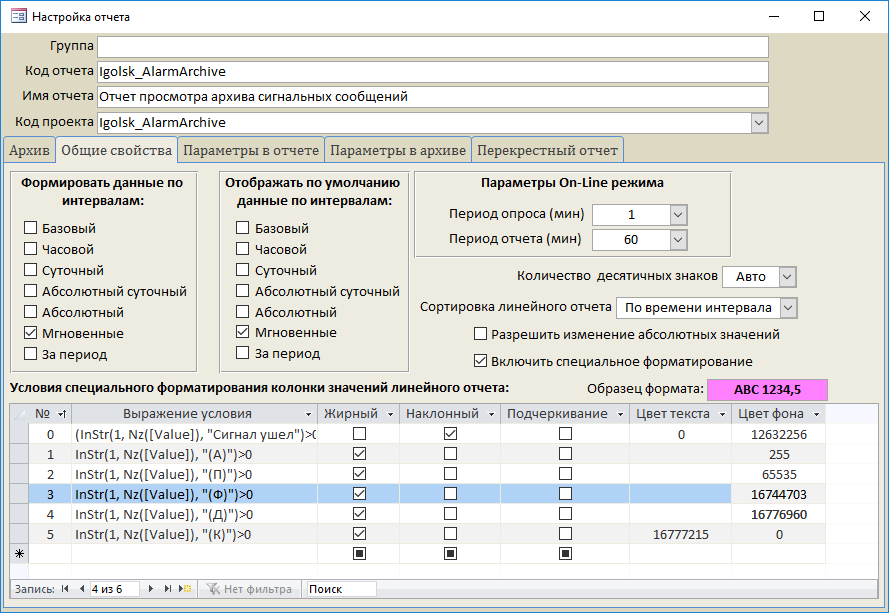 Настройка отчета
Группа
Код отчета Igolsk_AlarmArchive
Имя отчета Отчет просмотра архива сигнальных сообщений
Код проекта Igolsk_AlarmArchive
Архив Общие свойства Параметры в отчете Параметры в архиве Перекрестный отчет
Формировать данные по
интервалам:
Базовый
Часовой
Суточный
Абсолютный суточный
Абсолютный
Мгновенные
За период
Отображать по умолчанию
данные по интервалам:
Базовый
Часовой
Суточный
Абсолютный суточный
Абсолютный
Мгновенные
За период
Параметры On-Line режима
Период опроса (мин) 1
Период отчета (мин) 60
Количество десятичных знаков Авто
Сортировка линейного отчета По времени интервала
Разрешить изменение абсолютных значений
Включить специальное форматирование
Условия специального форматирования колонки значений линейного отчета:
Образец формата: АВС 1234,5
№ Выражение условия Жирный Наклонный Подчеркивание Цвет текста Цвет фона
0 (InStr(1, Nz([Value]), "Сигнал ушел")>0 0 12632256
1 InStr(1, Nz([Value]), "(А)")>0 255
2 InStr(1, Nz([Value]), "(П)")>0 65535
3 InStr(1, Nz([Value]), "(Ф)")>0 16744703
4 InStr(1, Nz([Value]), "(Д)")>0 16776960
5 InStr(1, Nz([Value]), "(К)")>0 16777215 0
Запись: 4 из 6 Нет фильтра Поиск